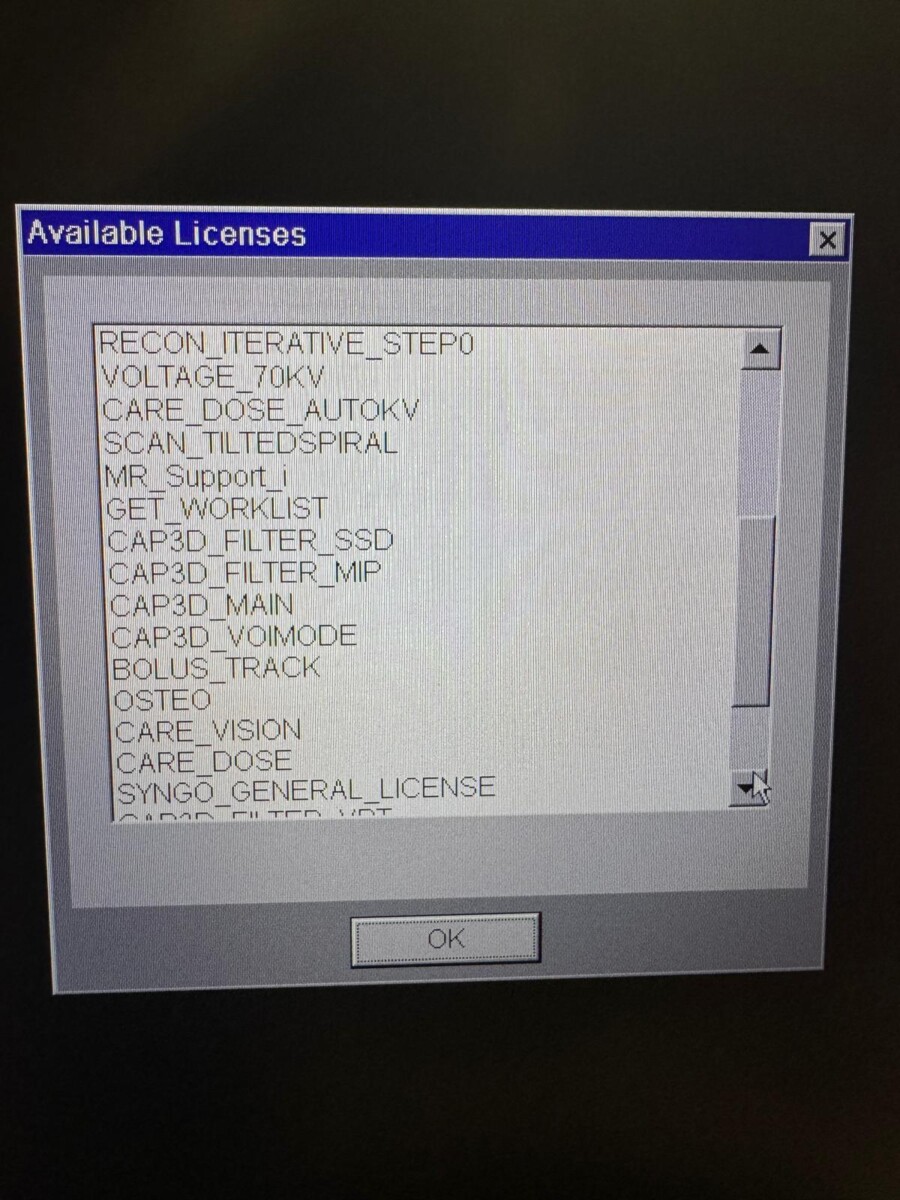 Available Licenses
RECON_ITERATIVE_STEP0
VOLTAGE_70KV
CARE_DOSE_AUTOKV
SCAN_TILTEDSPIRAL
MR_Support_i
GET_WORKLIST
CAP3D_FILTER_SSD
CAP3D_FILTER_MIP
CAP3D_MAIN
CAP3D_VOIMODE
BOLUS_TRACK
OSTEO
CARE_VISION
CARE_DOSE
SYNGO_GENERAL_LICENSE
OK